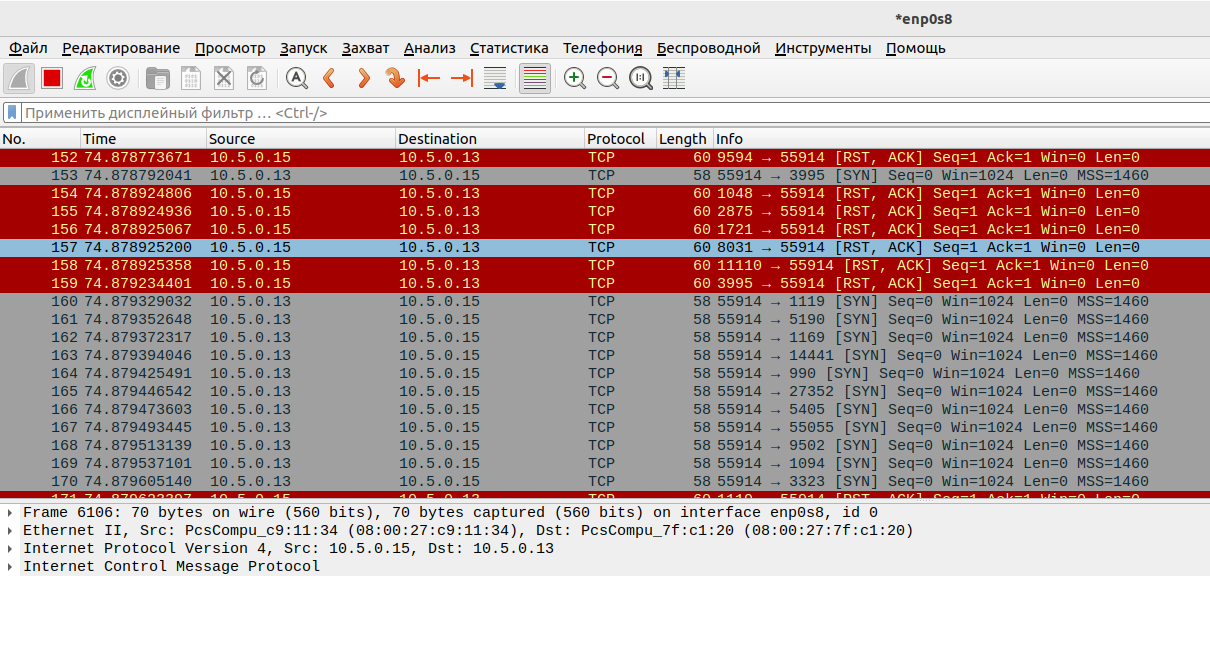 *enp0s8
Файл Редактирование Просмотр Запуск Захват Анализ Статистика Телефония Беспроводной Инструменты Помощь
Применить дисплейный фильтр … <Ctrl-/>
No. Time Source Destination Protocol Length Info
152 74.878773671 10.5.0.15 10.5.0.13 TCP 60 9594 → 55914 [RST, ACK] Seq=1 Ack=1 Win=0 Len=0
153 74.878792041 10.5.0.13 10.5.0.15 TCP 58 55914 → 3995 [SYN] Seq=0 Win=1024 Len=0 MSS=1460
154 74.878924806 10.5.0.15 10.5.0.13 TCP 60 1048 → 55914 [RST, ACK] Seq=1 Ack=1 Win=0 Len=0
155 74.878924936 10.5.0.15 10.5.0.13 TCP 60 2875 → 55914 [RST, ACK] Seq=1 Ack=1 Win=0 Len=0
156 74.878925067 10.5.0.15 10.5.0.13 TCP 60 1721 → 55914 [RST, ACK] Seq=1 Ack=1 Win=0 Len=0
157 74.878925200 10.5.0.15 10.5.0.13 TCP 60 8031 → 55914 [RST, ACK] Seq=1 Ack=1 Win=0 Len=0
158 74.878925358 10.5.0.15 10.5.0.13 TCP 60 11110 → 55914 [RST, ACK] Seq=1 Ack=1 Win=0 Len=0
159 74.879234401 10.5.0.15 10.5.0.13 TCP 60 3995 → 55914 [RST, ACK] Seq=1 Ack=1 Win=0 Len=0
160 74.879329032 10.5.0.13 10.5.0.15 TCP 58 55914 → 1119 [SYN] Seq=0 Win=1024 Len=0 MSS=1460
161 74.879352648 10.5.0.13 10.5.0.15 TCP 58 55914 → 5190 [SYN] Seq=0 Win=1024 Len=0 MSS=1460
162 74.879372317 10.5.0.13 10.5.0.15 TCP 58 55914 → 1169 [SYN] Seq=0 Win=1024 Len=0 MSS=1460
163 74.879394046 10.5.0.13 10.5.0.15 TCP 58 55914 → 14441 [SYN] Seq=0 Win=1024 Len=0 MSS=1460
164 74.879425491 10.5.0.13 10.5.0.15 TCP 58 55914 → 990 [SYN] Seq=0 Win=1024 Len=0 MSS=1460
165 74.879446542 10.5.0.13 10.5.0.15 TCP 58 55914 → 27352 [SYN] Seq=0 Win=1024 Len=0 MSS=1460
166 74.879473603 10.5.0.13 10.5.0.15 TCP 58 55914 → 5405 [SYN] Seq=0 Win=1024 Len=0 MSS=1460
167 74.879493445 10.5.0.13 10.5.0.15 TCP 58 55914 → 55055 [SYN] Seq=0 Win=1024 Len=0 MSS=1460
168 74.879513139 10.5.0.13 10.5.0.15 TCP 58 55914 → 9502 [SYN] Seq=0 Win=1024 Len=0 MSS=1460
169 74.879537101 10.5.0.13 10.5.0.15 TCP 58 55914 → 1094 [SYN] Seq=0 Win=1024 Len=0 MSS=1460
170 74.879605140 10.5.0.13 10.5.0.15 TCP 58 55914 → 3323 [SYN] Seq=0 Win=1024 Len=0 MSS=1460
Frame 6106: 70 bytes on wire (560 bits), 70 bytes captured (560 bits) on interface enp0s8, id 0
Ethernet II, Src: PcsCompu_c9:11:34 (08:00:27:c9:11:34), Dst: PcsCompu_7f:c1:20 (08:00:27:7f:c1:20)
Internet Protocol Version 4, Src: 10.5.0.15, Dst: 10.5.0.13
Internet Control Message Protocol